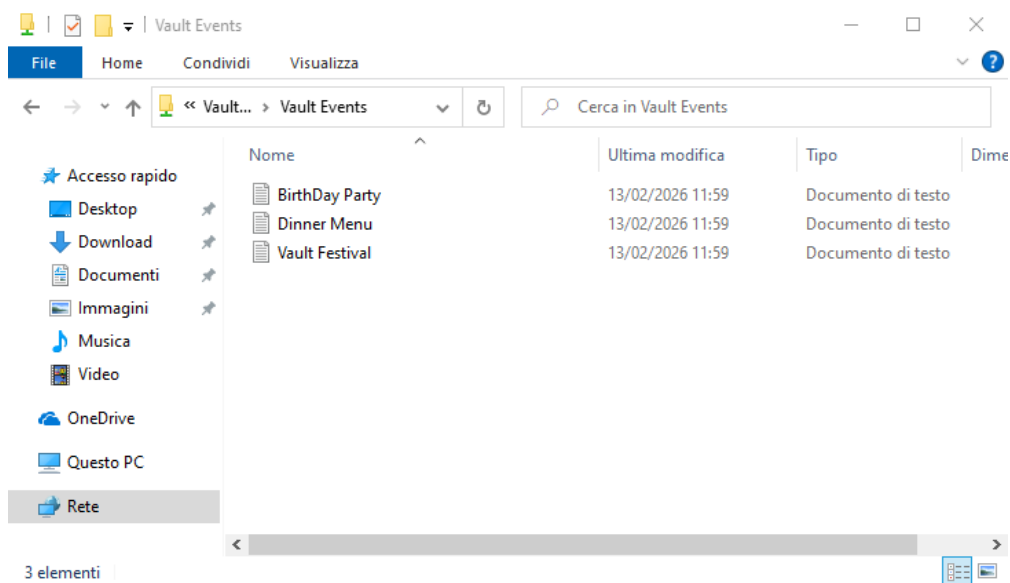 Vault Events
File Home Condividi Visualizza
« Vault... > Vault Events
Cerca in Vault Events
Nome Ultima modifica Tipo Dime
Accesso rapido
Desktop
Download
Documenti
Immagini
Musica
Video
OneDrive
Questo PC
Rete
BirthDay Party 13/02/2026 11:59 Documento di testo
Dinner Menu 13/02/2026 11:59 Documento di testo
Vault Festival 13/02/2026 11:59 Documento di testo
3 elementi